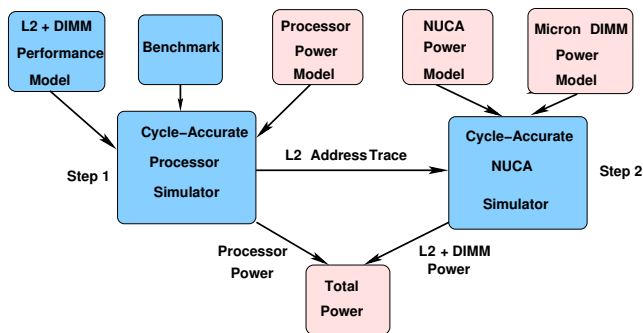 L2 + DIMM
Performance
Model
Benchmark
Processor
Power
Model
NUCA
Power
Model
Micron DIMM
Power
Model
Step 1
Cycle-Accurate
Processor
Simulator
L2 Address Trace
Cycle-Accurate
NUCA
Simulator
Step 2
Processor
Power
L2 + DIMM
Power
Total
Power